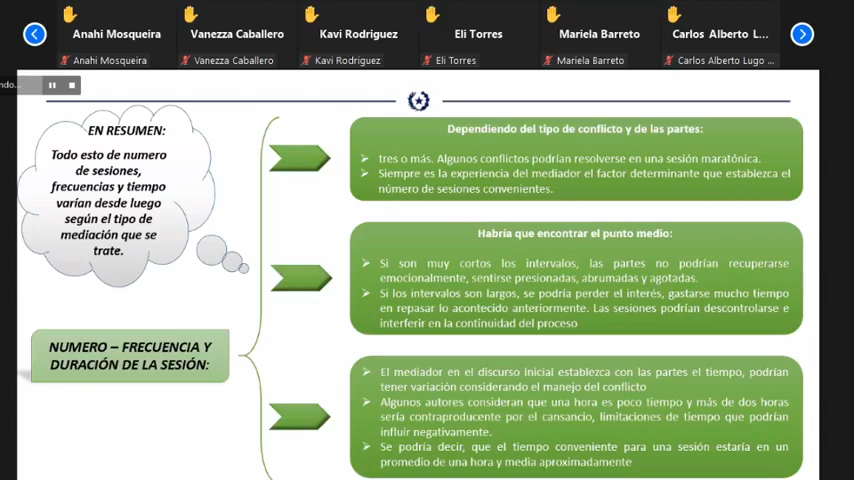 Anahi Mosqueira
Vanezza Caballero
Kavi Rodriguez
Eli Torres
Mariela Barreto
Carlos Alberto L...
Anahi Mosqueira
Vanezza Caballero
Kavi Rodriguez
Eli Torres
Mariela Barreto
Carlos Alberto Lugo ...
ndo...
EN RESUMEN:
Todo esto de numero
de sesiones,
frecuencias y tiempo
varían desde luego
según el tipo de
mediación que se
trate.
NUMERO – FRECUENCIA Y
DURACIÓN DE LA SESIÓN:
Dependiendo del tipo de conflicto y de las partes:
tres o más. Algunos conflictos podrían resolverse en una sesión maratónica.
Siempre es la experiencia del mediador el factor determinante que establezca el
número de sesiones convenientes.
Habría que encontrar el punto medio:
Si son muy cortos los intervalos, las partes no podrían recuperarse
emocionalmente, sentirse presionadas, abrumadas y agotadas.
Si los intervalos son largos, se podría perder el interés, gastarse mucho tiempo
en repasar lo acontecido anteriormente. Las sesiones podrían descontrolarse e
interferir en la continuidad del proceso
El mediador en el discurso inicial establezca con las partes el tiempo, podrían
tener variación considerando el manejo del conflicto
Algunos autores consideran que una hora es poco tiempo y más de dos horas
sería contraproducente por el cansancio, limitaciones de tiempo que podrían
influir negativamente.
Se podría decir, que el tiempo conveniente para una sesión estaría en un
promedio de una hora y media aproximadamente